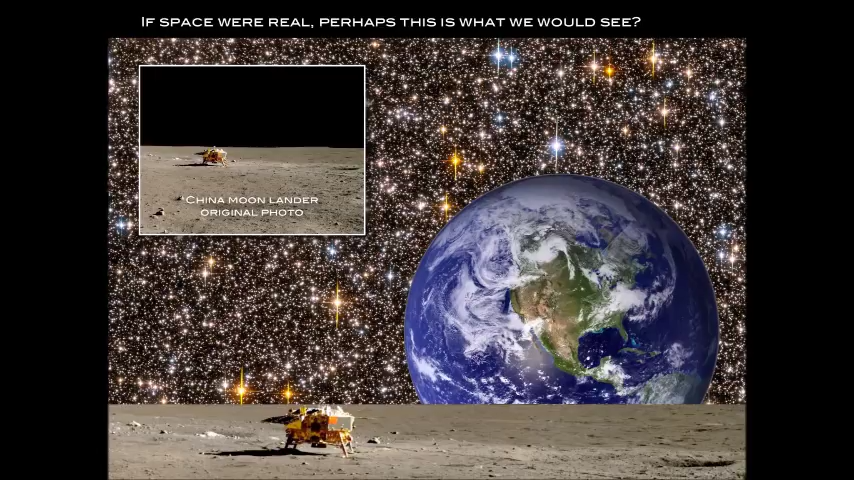 If space were real, perhaps this is what we would see?
*China moon lander
original photo